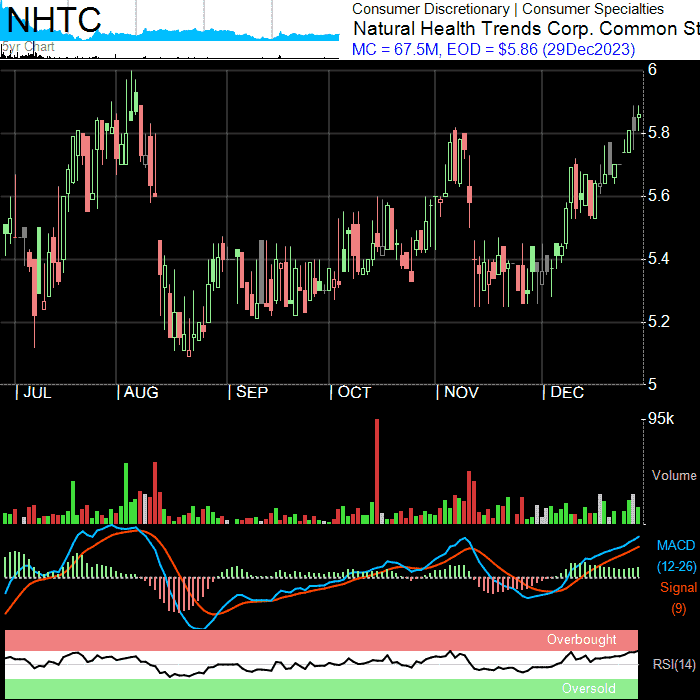 NHTC
5yr Chart
Consumer Discretionary | Consumer Specialties
Natural Health Trends Corp. Common St
MC = 67.5M, EOD = $5.86 (29Dec2023)
6
5.8
5.6
5.4
5.2
5
| JUL | AUG | SEP | OCT | NOV | DEC
95k
Volume
MACD
(12-26)
Signal
(9)
Overbought
RSI(14)
Oversold